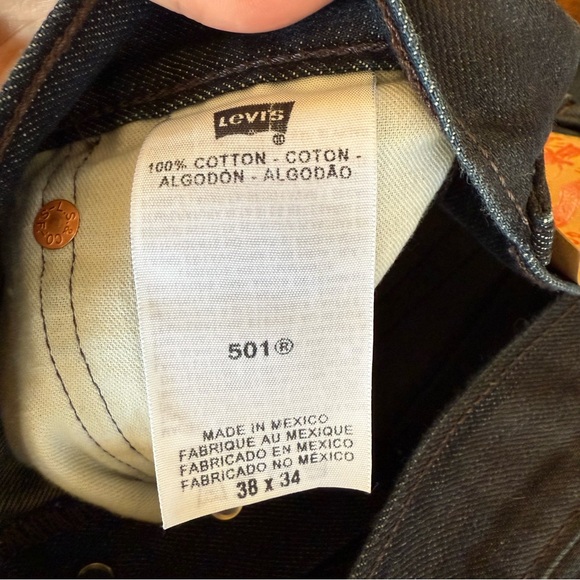 Levi's
®
100% COTTON - COTON -
ALGODÓN - ALGODÃO
501®
MADE IN MEXICO
FABRIQUE AU MEXIQUE
FABRICADO EN MEXICO
FABRICADO NO MÉXICO
38 x 34